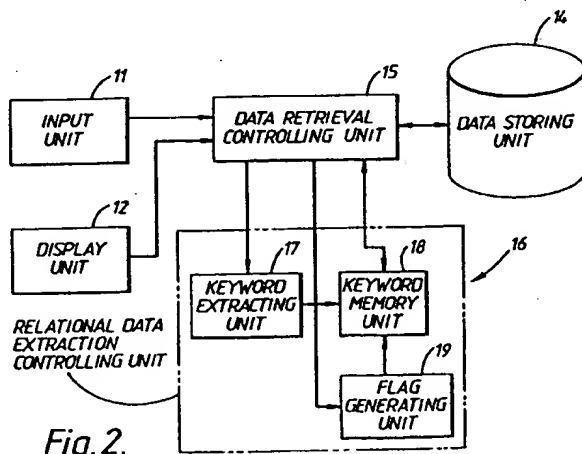 14
11
INPUT
UNIT
15
DATA RETRIEVAL
CONTROLLING UNIT
DATA STORING
UNIT
12
DISPLAY
UNIT
17
KEYWORD
EXTRACTING
UNIT
18
KEYWORD
MEMORY
UNIT
16
RELATIONAL DATA
EXTRACTION
CONTROLLING UNIT
19
FLAG
GENERATING
UNIT
Fig.2.